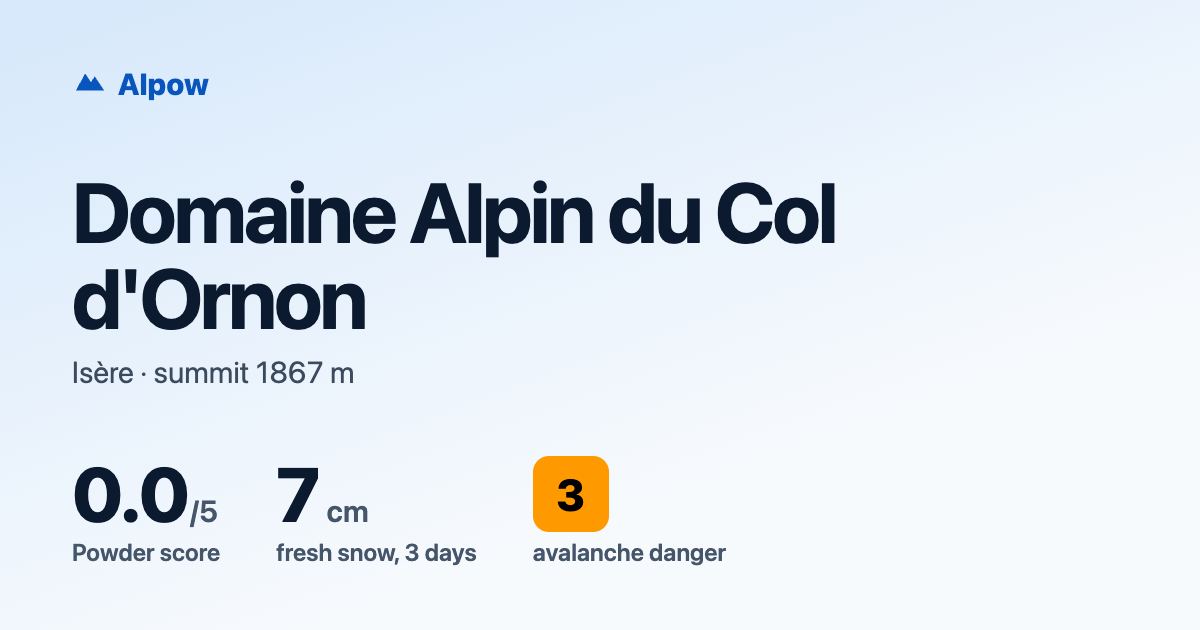 Alpow
Domaine Alpin du Col
d'Ornon
Isère · summit 1867 m
0.0/5
Powder score
7 cm
fresh snow, 3 days
3
avalanche danger